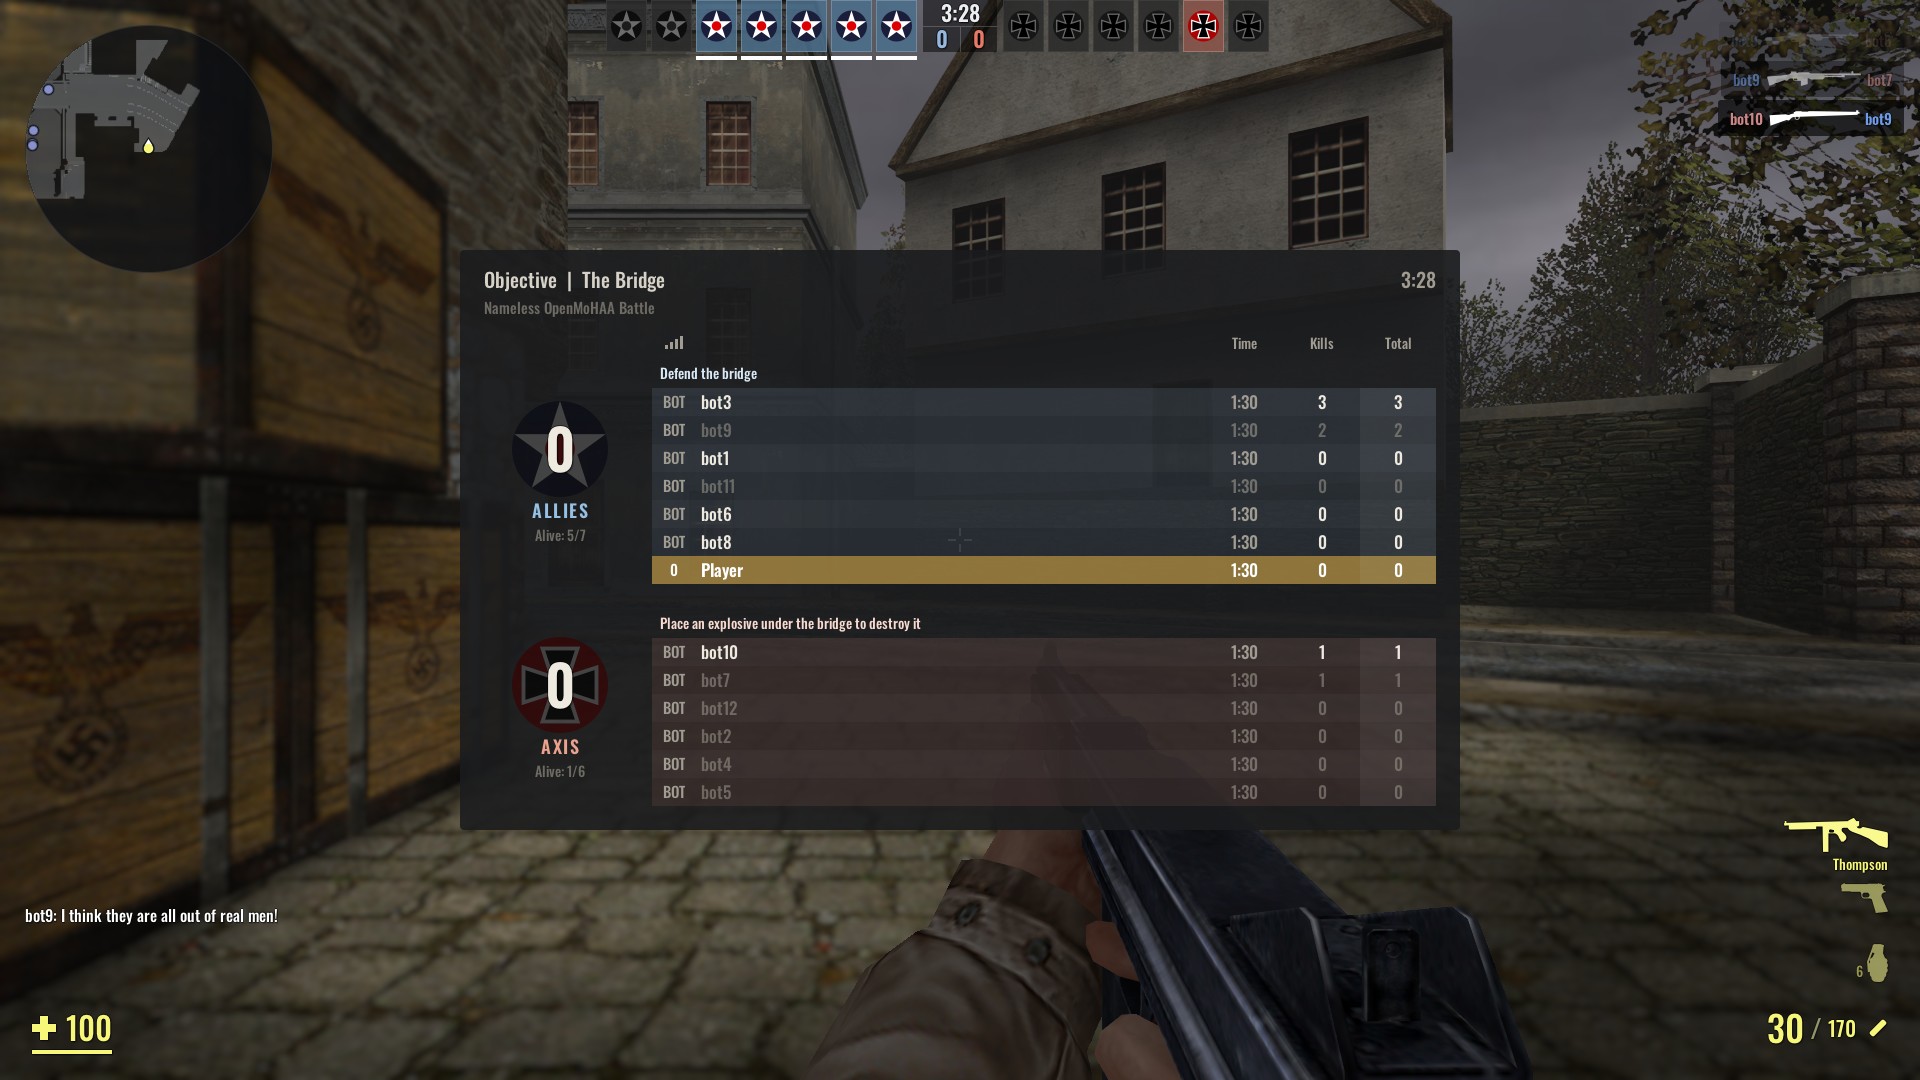 3:28
0 0
bot9 bot7
bot10 bot9
Objective | The Bridge 3:28
Nameless OpenMoHAA Battle
Time Kills Total
Defend the bridge
BOT bot3 1:30 3 3
BOT bot9 1:30 2 2
BOT bot1 1:30 0 0
BOT bot11 1:30 0 0
BOT bot6 1:30 0 0
BOT bot8 1:30 0 0
0 Player 1:30 0 0
0
ALLIES
Alive: 5/7
Place an explosive under the bridge to destroy it
BOT bot10 1:30 1 1
BOT bot7 1:30 1 1
BOT bot12 1:30 0 0
BOT bot2 1:30 0 0
BOT bot4 1:30 0 0
BOT bot5 1:30 0 0
0
AXIS
Alive: 1/6
Thompson
bot9: I think they are all out of real men!
6
100
30 / 170